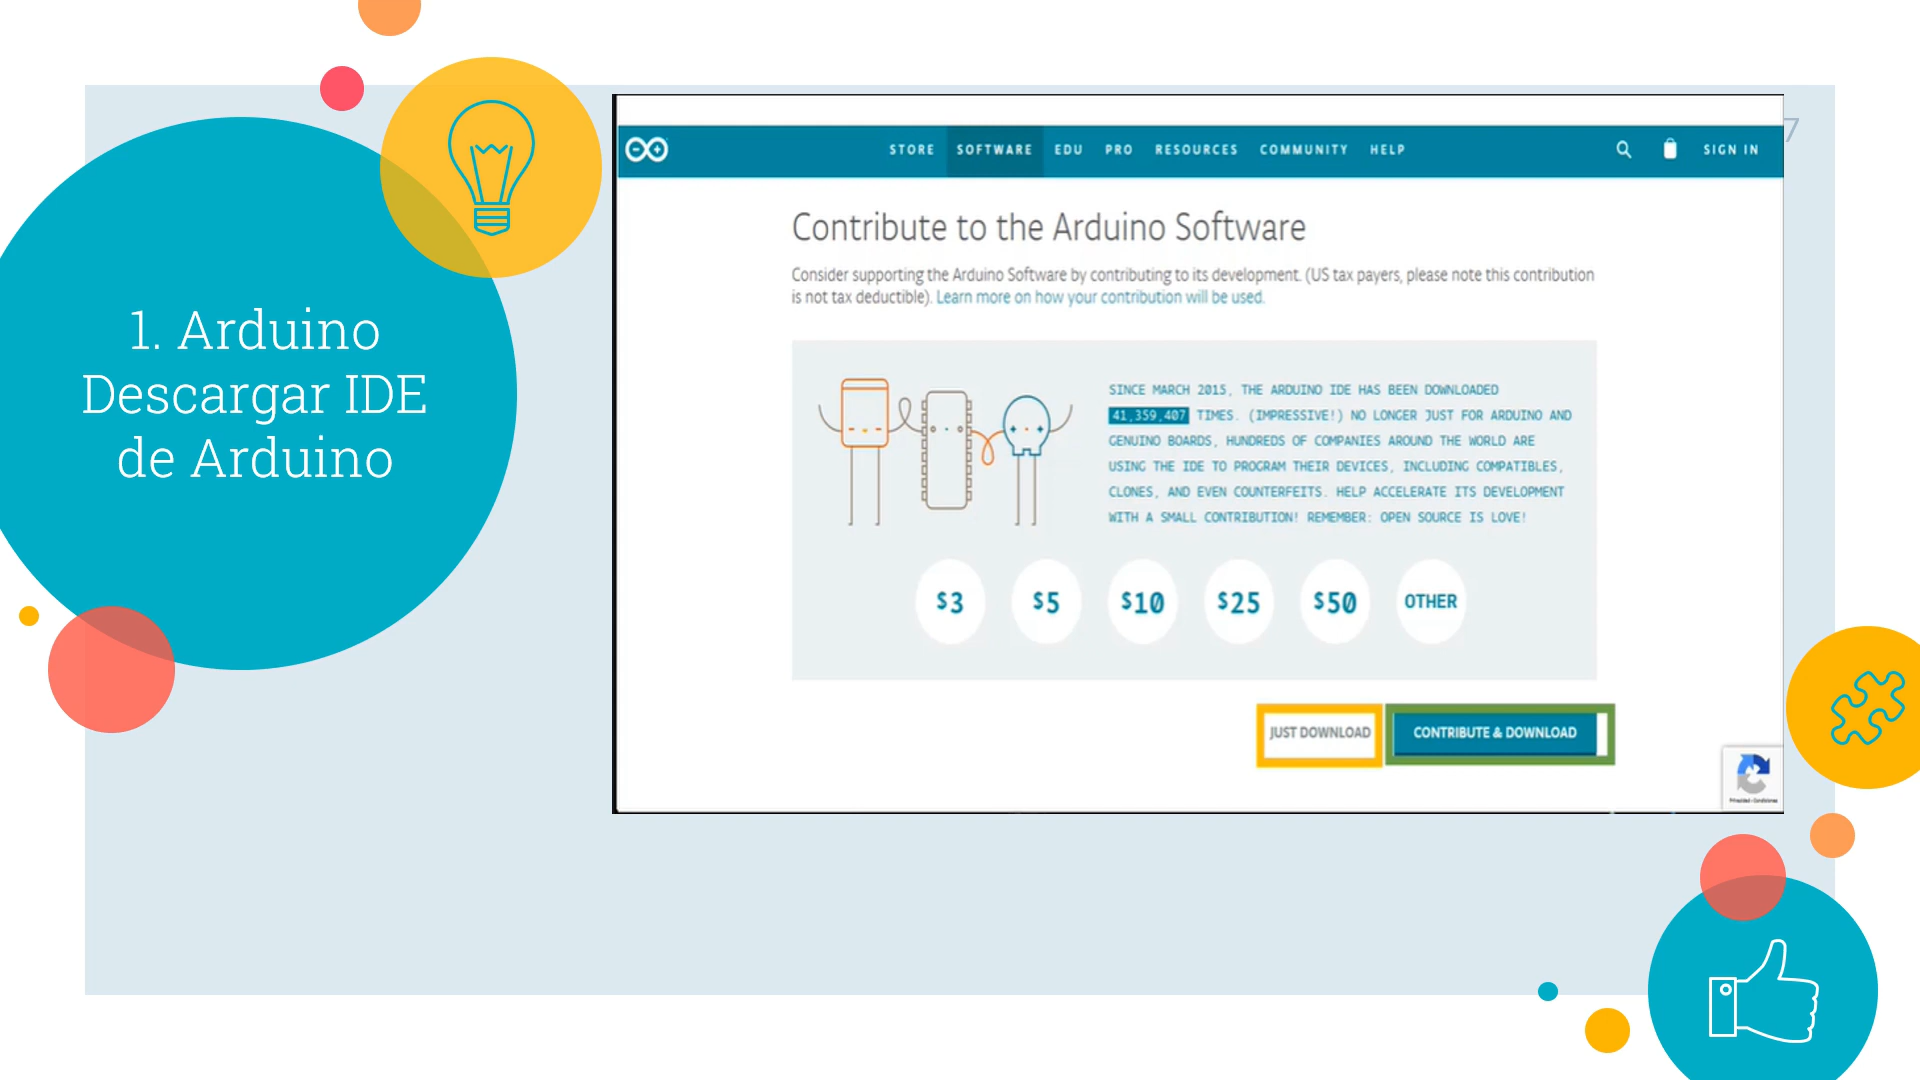 1. Arduino
Descargar IDE
de Arduino
7
STORE SOFTWARE EDU PRO RESOURCES COMMUNITY HELP SIGN IN
Contribute to the Arduino Software
Consider supporting the Arduino Software by contributing to its development. (US tax payers, please note this contribution
is not tax deductible). Learn more on how your contribution will be used.
SINCE MARCH 2015, THE ARDUINO IDE HAS BEEN DOWNLOADED
41,359,407 TIMES. (IMPRESSIVE!) NO LONGER JUST FOR ARDUINO AND
GENUINO BOARDS, HUNDREDS OF COMPANIES AROUND THE WORLD ARE
USING THE IDE TO PROGRAM THEIR DEVICES, INCLUDING COMPATIBLES,
CLONES, AND EVEN COUNTERFEITS. HELP ACCELERATE ITS DEVELOPMENT
WITH A SMALL CONTRIBUTION! REMEMBER: OPEN SOURCE IS LOVE!
$3 $5 $10 $25 $50 OTHER
JUST DOWNLOAD CONTRIBUTE & DOWNLOAD